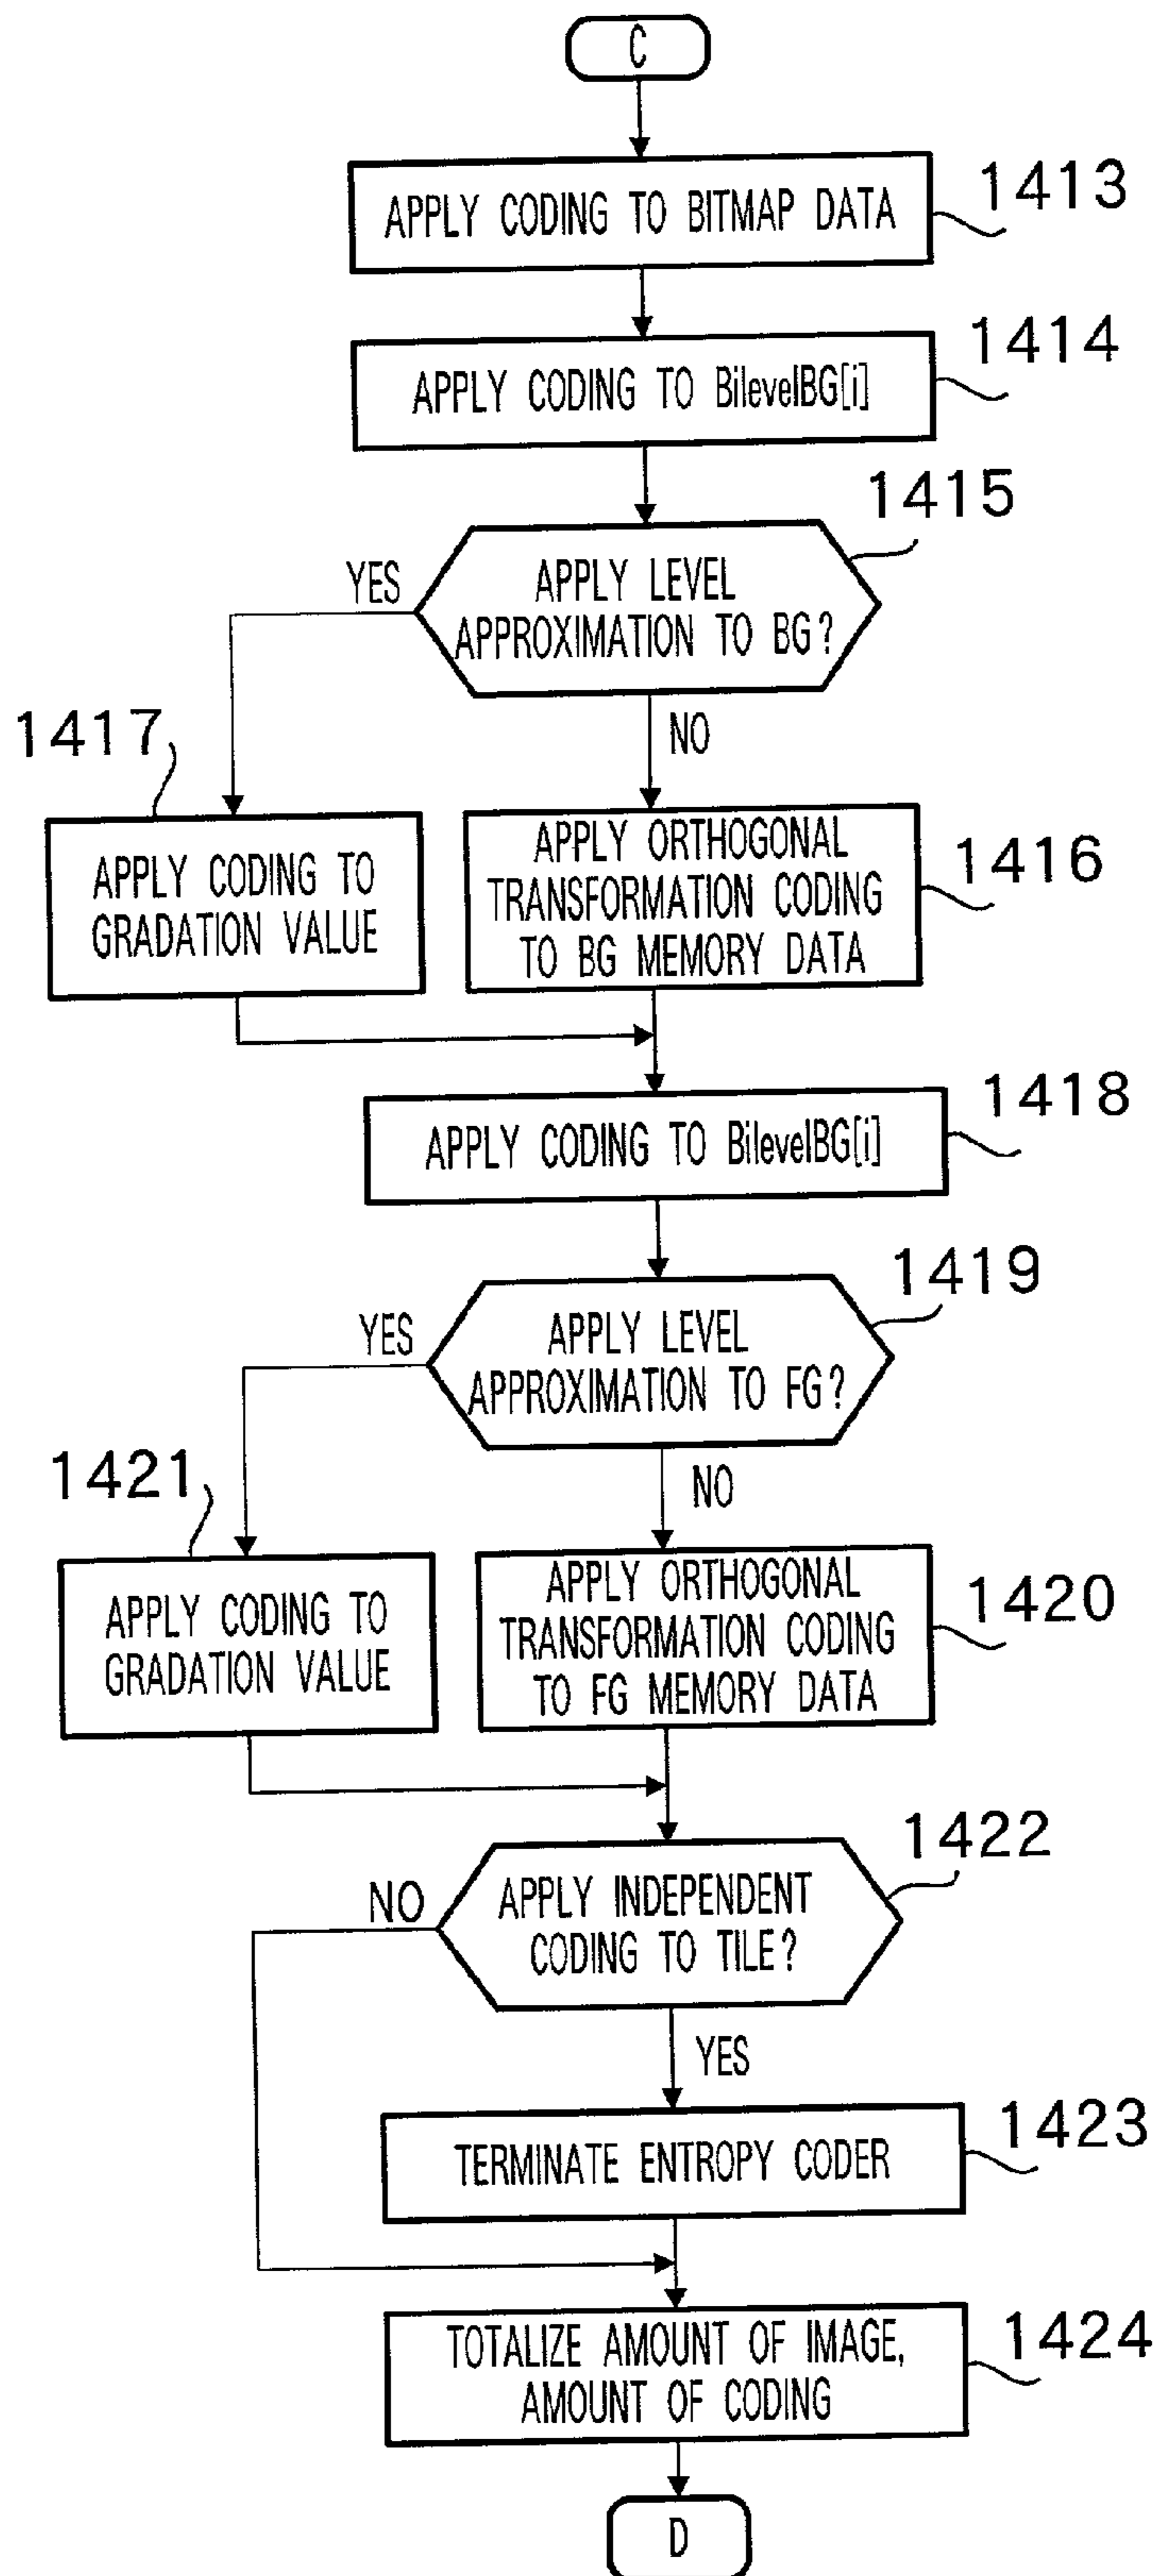 C
APPLY CODING TO BITMAP DATA
1413
APPLY CODING TO BilevelBG[i]
1414
1415
APPLY LEVEL
APPROXIMATION TO BG?
YES
NO
1417
APPLY CODING TO
GRADATION VALUE
APPLY ORTHOGONAL
TRANSFORMATION CODING
TO BG MEMORY DATA
1416
APPLY CODING TO BilevelBG[i]
1418
1419
APPLY LEVEL
APPROXIMATION TO FG?
YES
NO
1421
APPLY CODING TO
GRADATION VALUE
APPLY ORTHOGONAL
TRANSFORMATION CODING
TO FG MEMORY DATA
1420
1422
NO
APPLY INDEPENDENT
CODING TO TILE?
YES
TERMINATE ENTROPY CODER
1423
TOTALIZE AMOUNT OF IMAGE,
AMOUNT OF CODING
1424
D